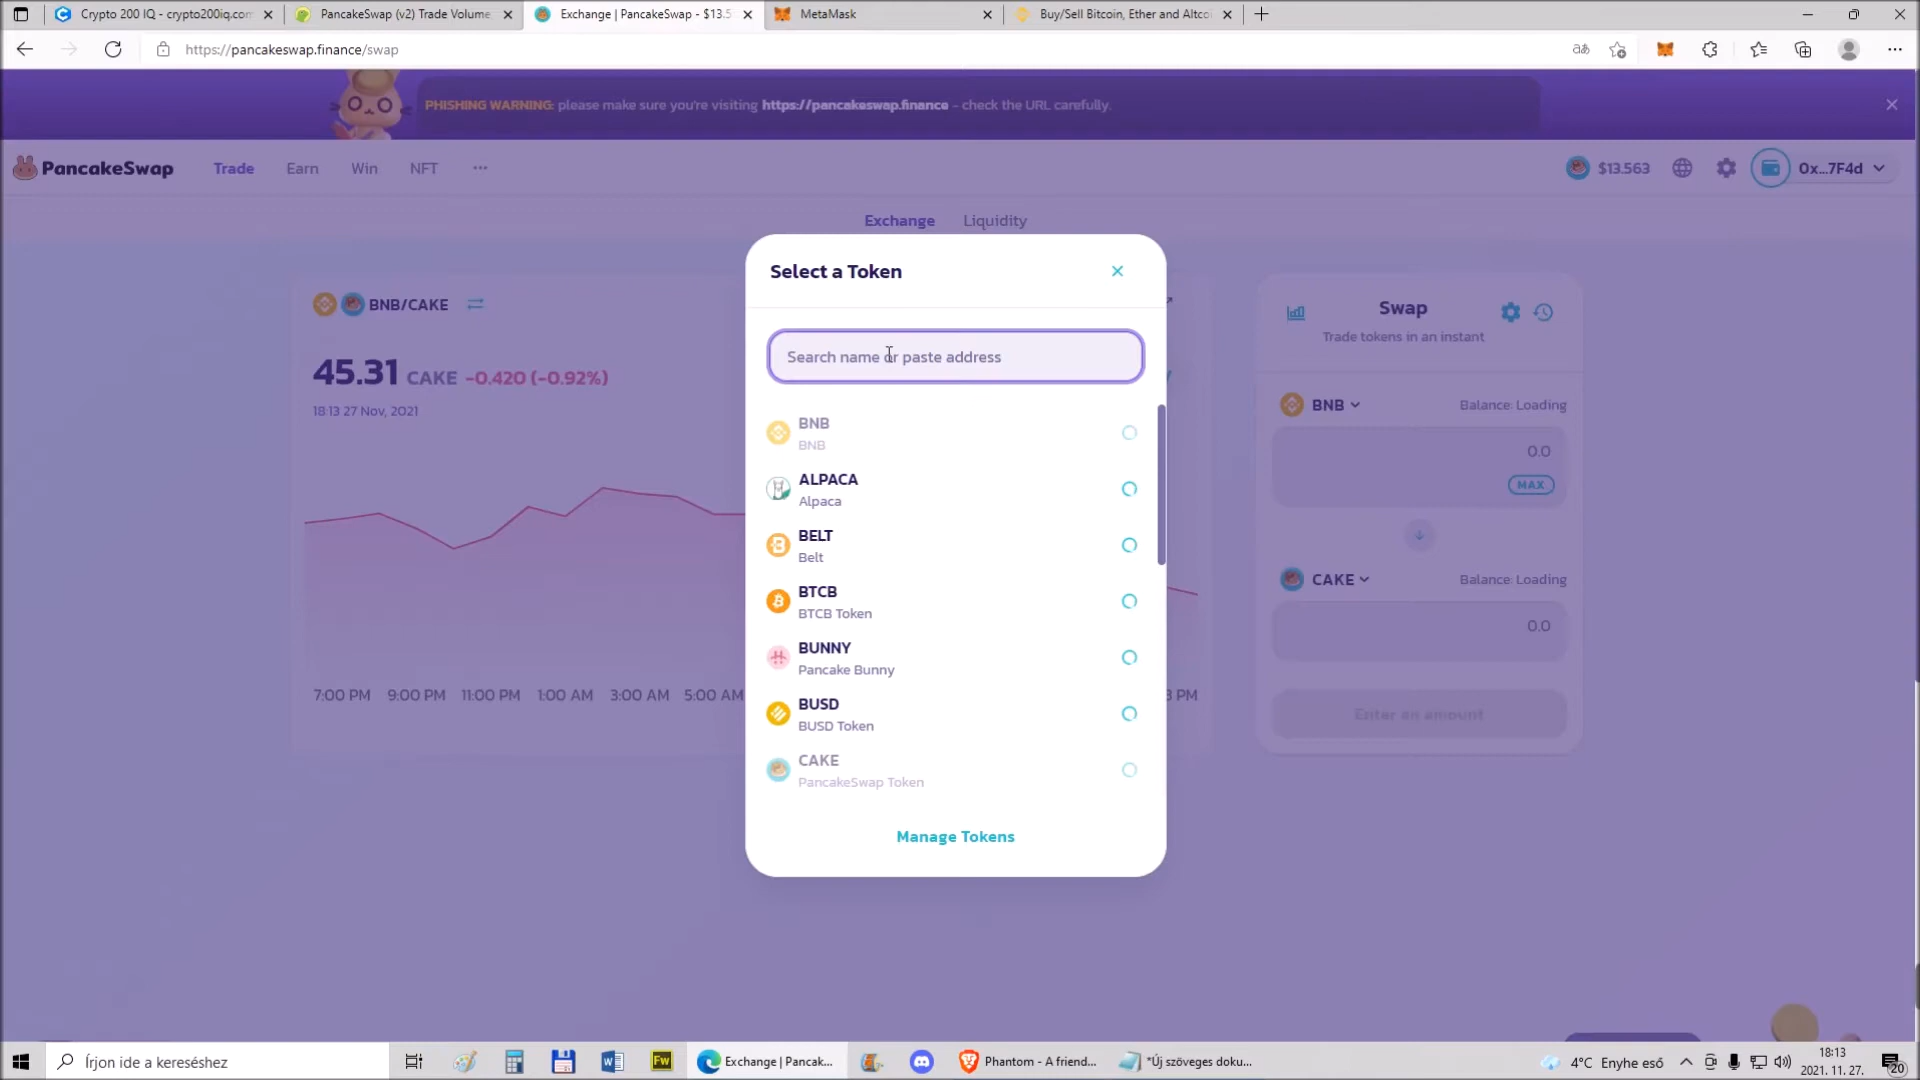 Crypto 200 IQ - crypto200iq.com
PancakeSwap (v2) Trade Volume,
Exchange | PancakeSwap - $13.5
MetaMask
Buy/Sell Bitcoin, Ether and Altco
https://pancakeswap.finance/swap
PHISHING WARNING: please make sure you're visiting https://pancakeswap.finance - check the URL carefully.
PancakeSwap
Trade
Earn
Win
NFT
$13.563
0x...7F4d
Exchange
Liquidity
Select a Token
Search name or paste address
BNB
BNB
ALPACA
Alpaca
BELT
Belt
BTCB
BTCB Token
BUNNY
Pancake Bunny
BUSD
BUSD Token
CAKE
PancakeSwap Token
Manage Tokens
BNB/CAKE
45.31 CAKE -0.420 (-0.92%)
18 13 27 Nov, 2021
7:00 PM 9:00 PM 11:00 PM 1:00 AM 3:00 AM 5:00 AM
PM
Swap
Trade tokens in an instant
BNB
Balance: Loading
0.0
MAX
CAKE
Balance: Loading
0.0
Enter an amount
Írjon ide a kereséshez
Fw
Exchange | Pancak...
Phantom - A friend...
*Új szöveges doku...
4°C Enyhe eső
18:13
2021. 11. 27.
20